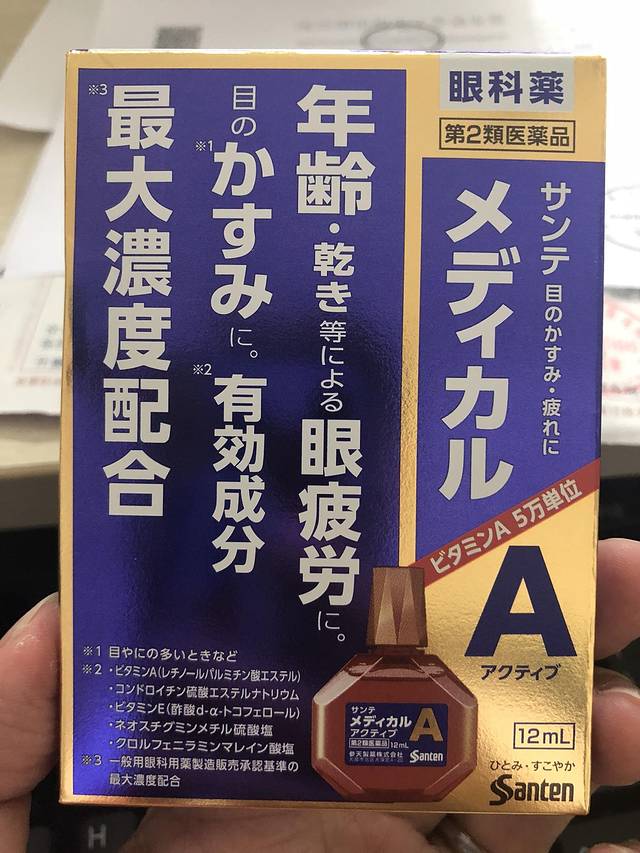 眼科薬
第2類医薬品
サンテ 目のかすみ・疲れに
メディカル
ビタミンA 5万単位
A
アクティブ
年齢・乾き等による眼疲労に。
目のかすみ※1に。※2有効成分
※3最大濃度配合
※1 目やにの多いときなど
※2 ・ビタミンA(レチノールパルミチン酸エステル)
・コンドロイチン硫酸エステルナトリウム
・ビタミンE(酢酸d-α-トコフェロール)
・ネオスチグミンメチル硫酸塩
・クロルフェニラミンマレイン酸塩
※3 一般用眼科用薬製造販売承認基準の
最大濃度配合
サンテ
メディカル
アクティブ
A
第2類医薬品 12mL
参天製薬株式会社
Santen
12mL
ひとみ・すこやか
Santen
H